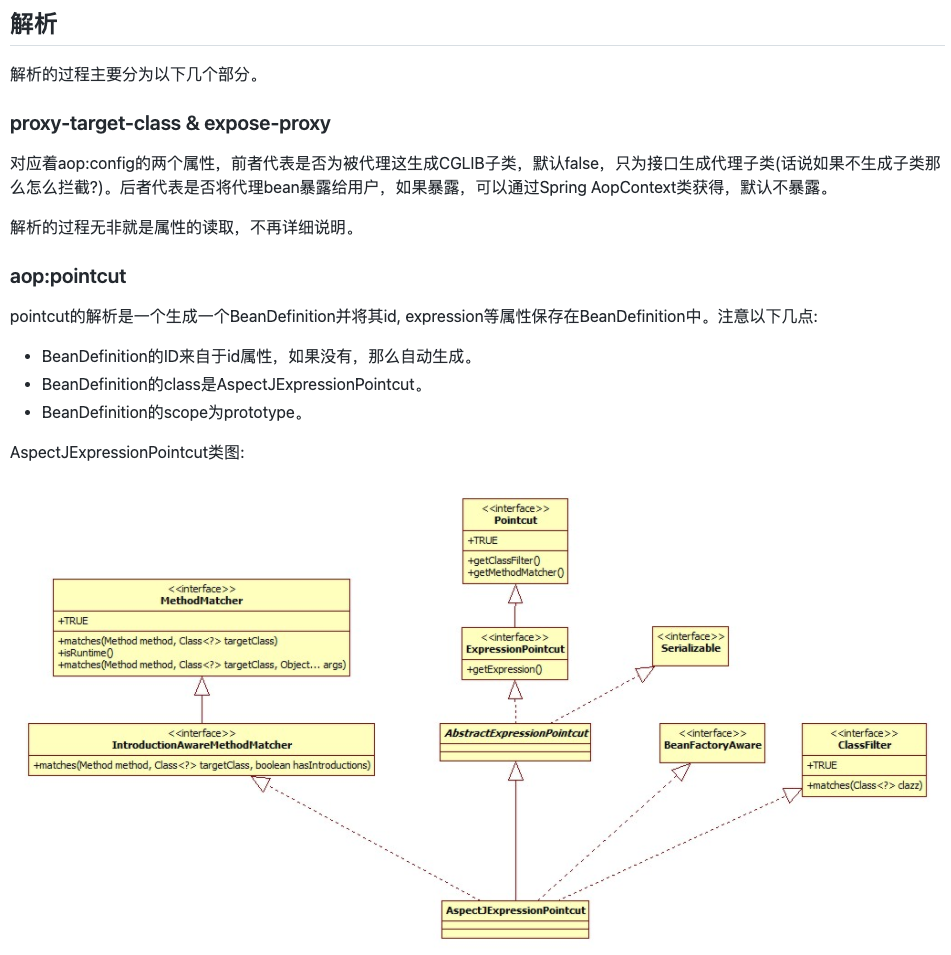 解析
解析的过程主要分为以下几个部分。
proxy-target-class & expose-proxy
对应着aop:config的两个属性，前者代表是否为被代理这生成CGLIB子类，默认false，只为接口生成代理子类(话说如果不生成子类那
么怎么拦截?)。后者代表是否将代理bean暴露给用户，如果暴露，可以通过Spring AopContext类获得，默认不暴露。
解析的过程无非就是属性的读取，不再详细说明。
aop:pointcut
pointcut的解析是一个生成一个BeanDefinition并将其id, expression等属性保存在BeanDefinition中。注意以下几点:
• BeanDefinition的ID来自于id属性，如果没有，那么自动生成。
• BeanDefinition的class是AspectJExpressionPointcut。
• BeanDefinition的scope为prototype。
AspectJExpressionPointcut类图:
<<interface>>
Pointcut
+TRUE
+getClassFilter()
+getMethodMatcher()
<<interface>>
MethodMatcher
+TRUE
+matches(Method method, Class<?> targetClass)
+isRuntime()
+matches(Method method, Class<?> targetClass, Object... args)
<<interface>>
ExpressionPointcut
+getExpression()
<<interface>>
Serializable
<<interface>>
IntroductionAwareMethodMatcher
+matches(Method method, Class<?> targetClass, boolean hasIntroductions)
AbstractExpressionPointcut
<<interface>>
BeanFactoryAware
<<interface>>
ClassFilter
+TRUE
+matches(Class<?> clazz)
AspectJExpressionPointcut